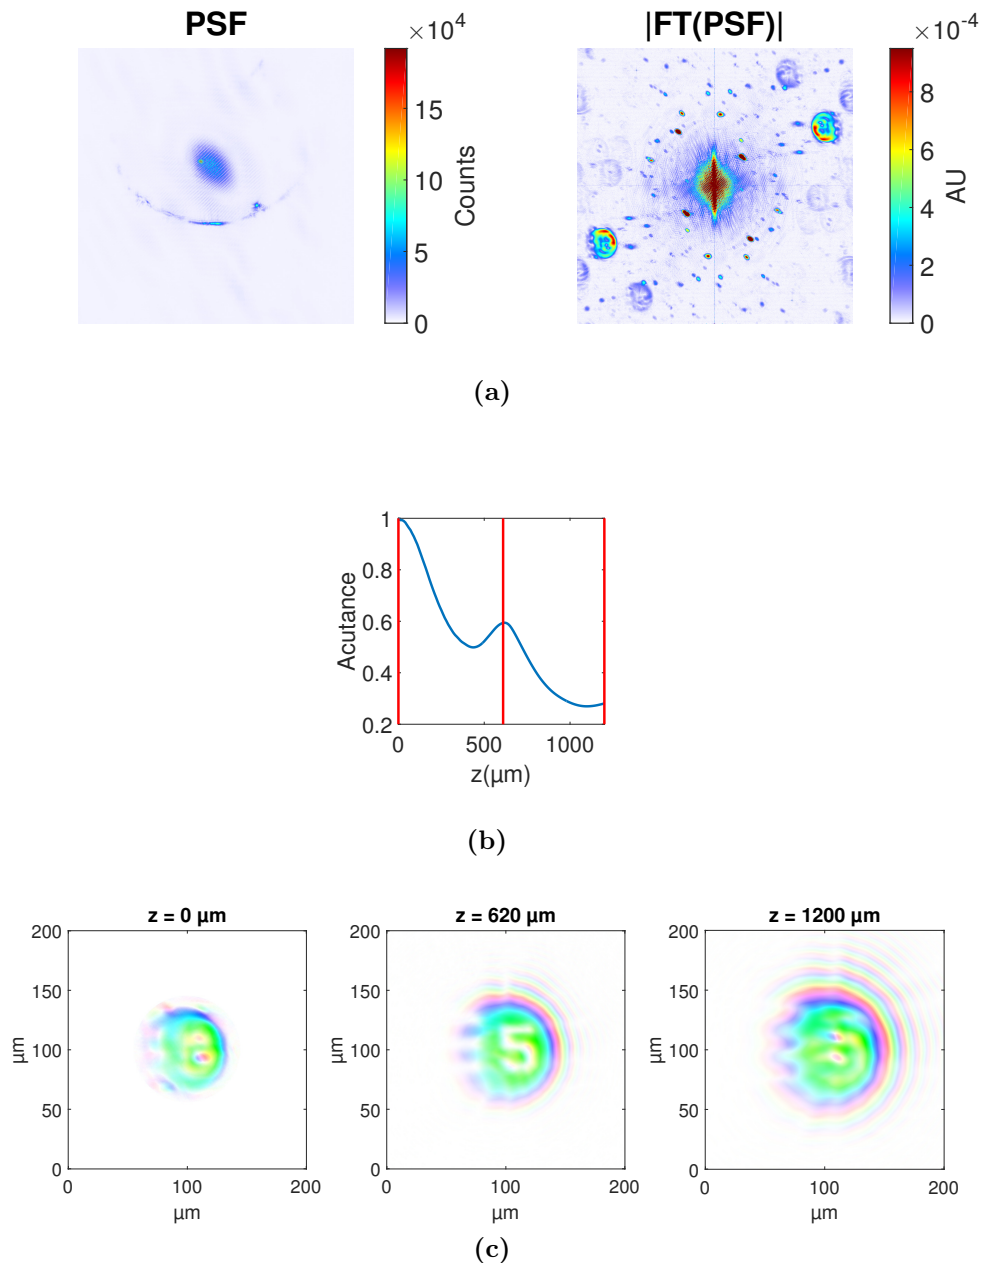 PSF
×10⁴
15
10
5
0
Counts
|FT(PSF)|
×10⁻⁴
8
6
4
2
0
AU
(a)
1
0.8
0.6
0.4
0.2
Acutance
0 500 1000
z(µm)
(b)
z = 0 µm
200
150
100
50
0
µm
0 100 200
µm
z = 620 µm
200
150
100
50
0
µm
5
0 100 200
µm
z = 1200 µm
200
150
100
50
0
µm
0 100 200
µm
(c)